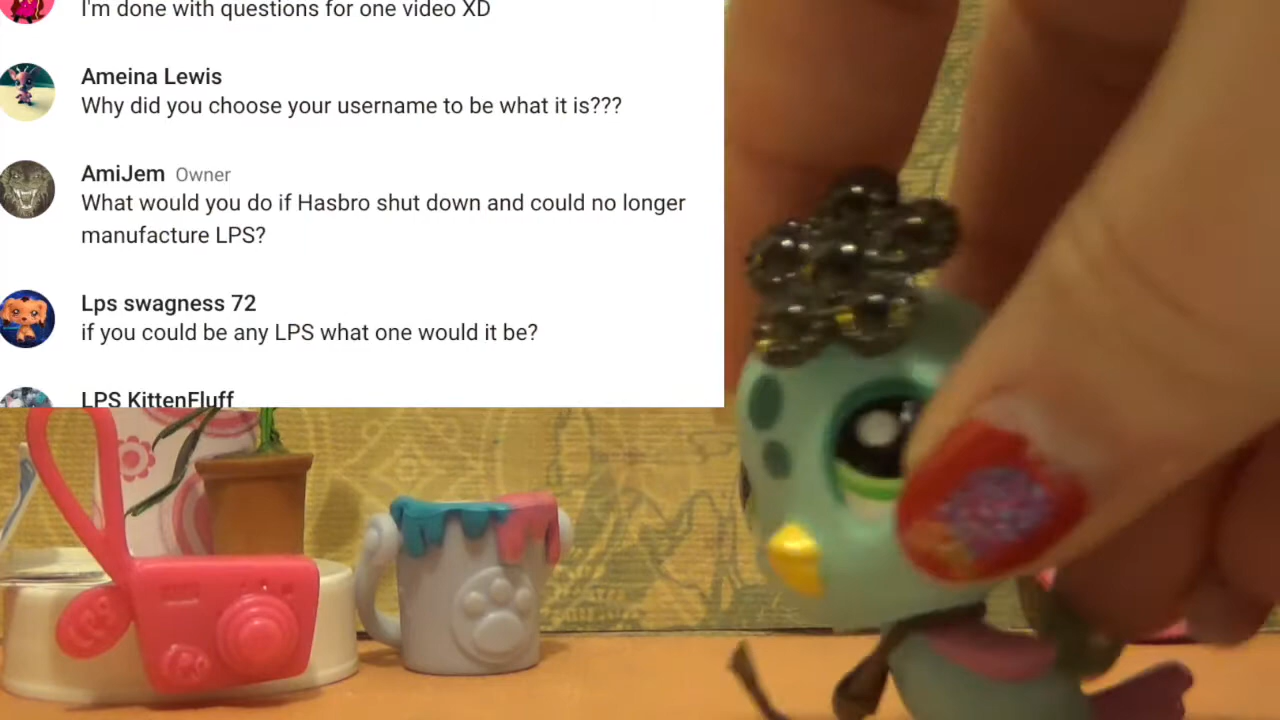 I'm done with questions for one video XD
Ameina Lewis
Why did you choose your username to be what it is???
AmiJem Owner
What would you do if Hasbro shut down and could no longer
manufacture LPS?
Lps swagness 72
if you could be any LPS what one would it be?
LPS KittenFluff